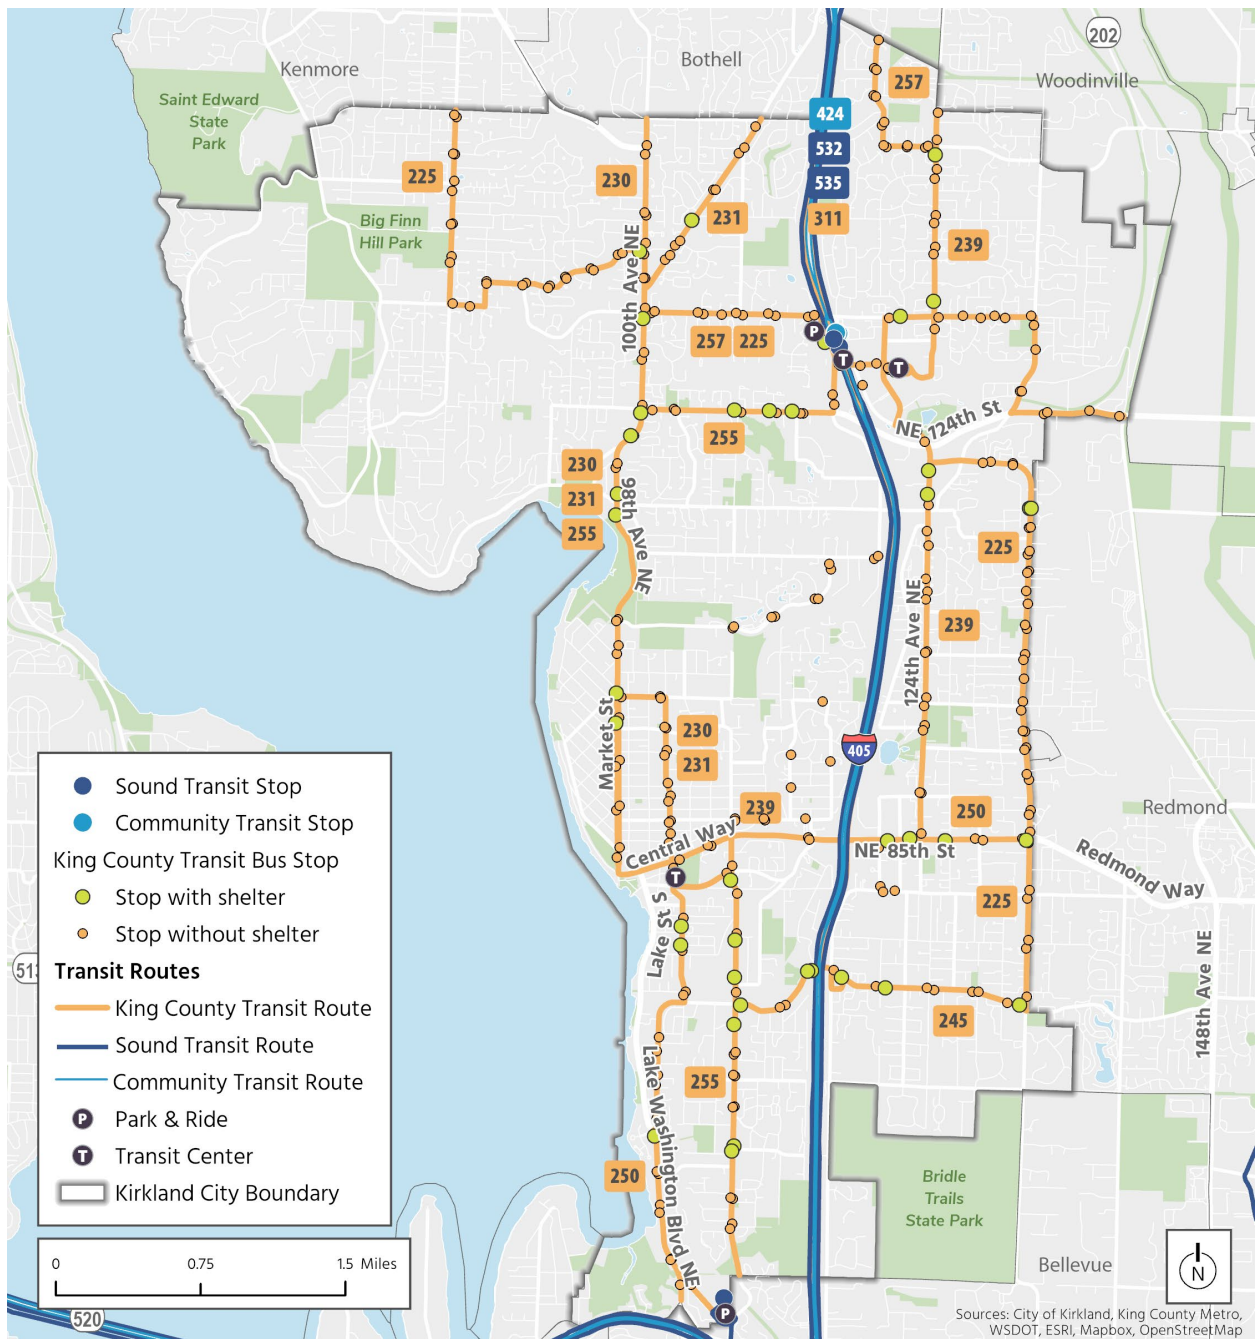 Kenmore
Bothell
202
Woodinville
Saint Edward
State
Park
257
424
532
535
311
225
230
231
Big Finn
Hill Park
239
100th Ave NE
P
257
225
T
T
NE 124th St
255
230
231
255
98th Ave NE
225
239
124th Ave NE
Market St
230
231
405
239
250
Redmond
Central Way
NE 85th St
Redmond Way
T
225
Lake St S
513
148th Ave NE
245
Lake Washington Blvd NE
255
250
Bridle
Trails
State Park
Bellevue
P
520
Sound Transit Stop
Community Transit Stop
King County Transit Bus Stop
Stop with shelter
Stop without shelter
Transit Routes
King County Transit Route
Sound Transit Route
Community Transit Route
P Park & Ride
T Transit Center
Kirkland City Boundary
0 0.75 1.5 Miles
N
Sources: City of Kirkland, King County Metro,
WSDOT, ESRI, Mapbox, OpenStreetMap